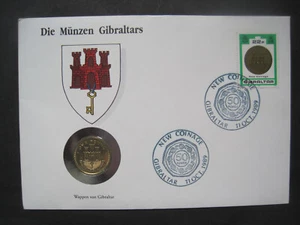 Die Münzen Gibraltars
GIBRALTAR
NEW COINAGE
GIBRALTAR 11 OCT. 1989
NEW COINAGE
GIBRALTAR 11 OCT. 1989
Wappen von Gibraltar